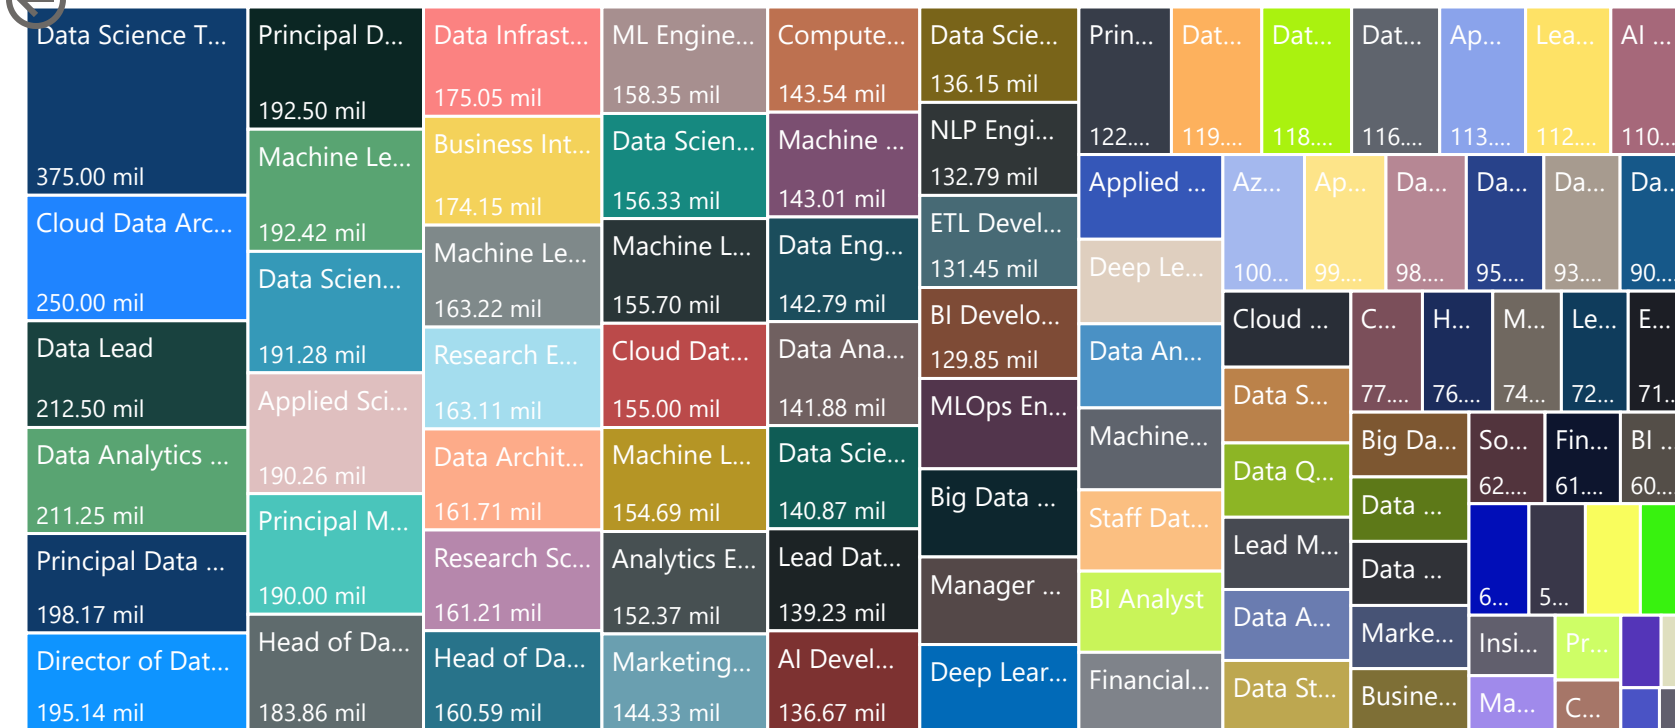 Data Science T...
375.00 mil
Cloud Data Arc...
250.00 mil
Data Lead
212.50 mil
Data Analytics ...
211.25 mil
Principal Data ...
198.17 mil
Director of Dat...
195.14 mil
Principal D...
192.50 mil
Machine Le...
192.42 mil
Data Scien...
191.28 mil
Applied Sci...
190.26 mil
Principal M...
190.00 mil
Head of Da...
183.86 mil
Data Infrast...
175.05 mil
Business Int...
174.15 mil
Machine Le...
163.22 mil
Research E...
163.11 mil
Data Archit...
161.71 mil
Research Sc...
161.21 mil
Head of Da...
160.59 mil
ML Engine...
158.35 mil
Data Scien...
156.33 mil
Machine L...
155.70 mil
Cloud Dat...
155.00 mil
Machine L...
154.69 mil
Analytics E...
152.37 mil
Marketing...
144.33 mil
Compute...
143.54 mil
Machine ...
143.01 mil
Data Eng...
142.79 mil
Data Ana...
141.88 mil
Data Scie...
140.87 mil
Lead Dat...
139.23 mil
AI Devel...
136.67 mil
Data Scie...
136.15 mil
NLP Engi...
132.79 mil
ETL Devel...
131.45 mil
BI Develo...
129.85 mil
MLOps En...
Big Data ...
Manager ...
Deep Lear...
Prin...
122....
Dat...
119....
Dat...
118....
Dat...
116....
Ap...
113....
Lea...
112....
AI ...
110...
Applied ...
Deep Le...
Data An...
Machine...
Staff Dat...
BI Analyst
Financial...
Az...
100...
Ap...
99....
Da...
98....
Da...
95....
Da...
93....
Da...
90...
Cloud ...
Data S...
Data Q...
Lead M...
Data A...
Data St...
C...
77....
H...
76....
M...
74...
Le...
72...
E...
71...
Big Da...
Data ...
Data ...
Marke...
Busine...
So...
62....
Fin...
61....
BI ...
60...
6...
5...
Insi...
Pr...
Ma...
C...